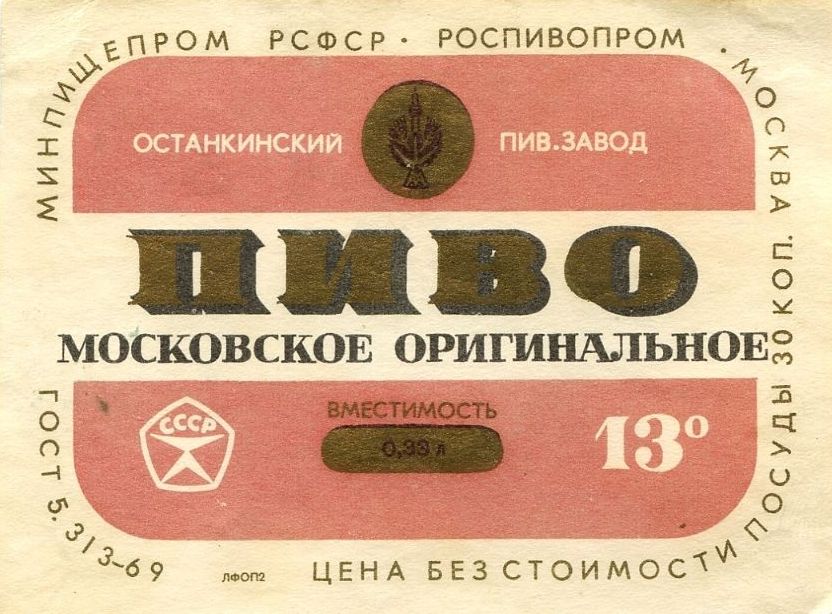 МИНПИЩЕПРОМ РСФСР · РОСПИВОПРОМ · МОСКВА
ОСТАНКИНСКИЙ ПИВ.ЗАВОД
ПИВО
МОСКОВСКОЕ ОРИГИНАЛЬНОЕ
СССР
ВМЕСТИМОСТЬ
0,33 л
13°
ГОСТ 5.313-69
ЛФОП2
ЦЕНА БЕЗ СТОИМОСТИ ПОСУДЫ 30 КОП.